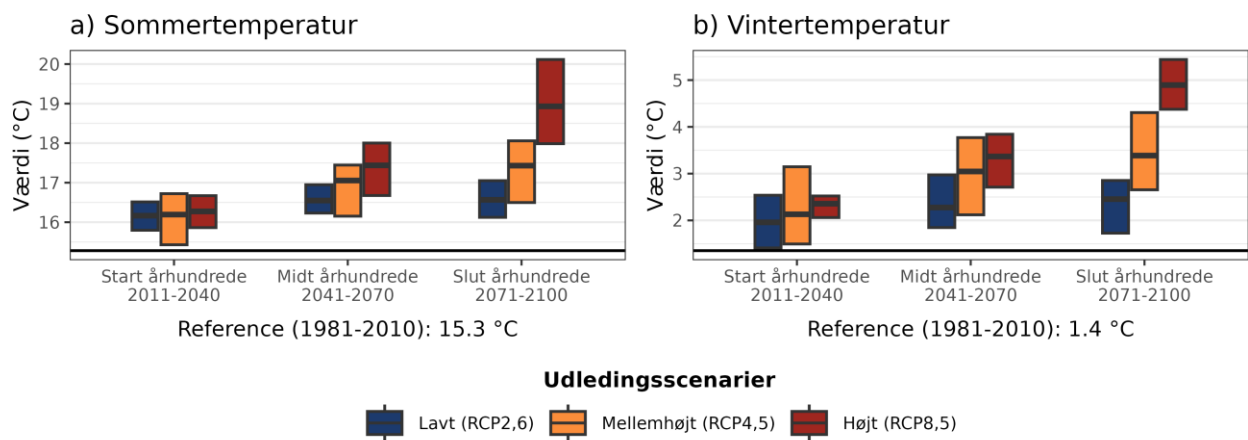 a) Sommertemperatur
Værdi (°C)
20
19
18
17
16
Start århundrede
2011-2040
Midt århundrede
2041-2070
Slut århundrede
2071-2100
Reference (1981-2010): 15.3 °C
b) Vintertemperatur
Værdi (°C)
5
4
3
2
Start århundrede
2011-2040
Midt århundrede
2041-2070
Slut århundrede
2071-2100
Reference (1981-2010): 1.4 °C
Udledingsscenarier
Lavt (RCP2,6)
Mellemhøjt (RCP4,5)
Højt (RCP8,5)